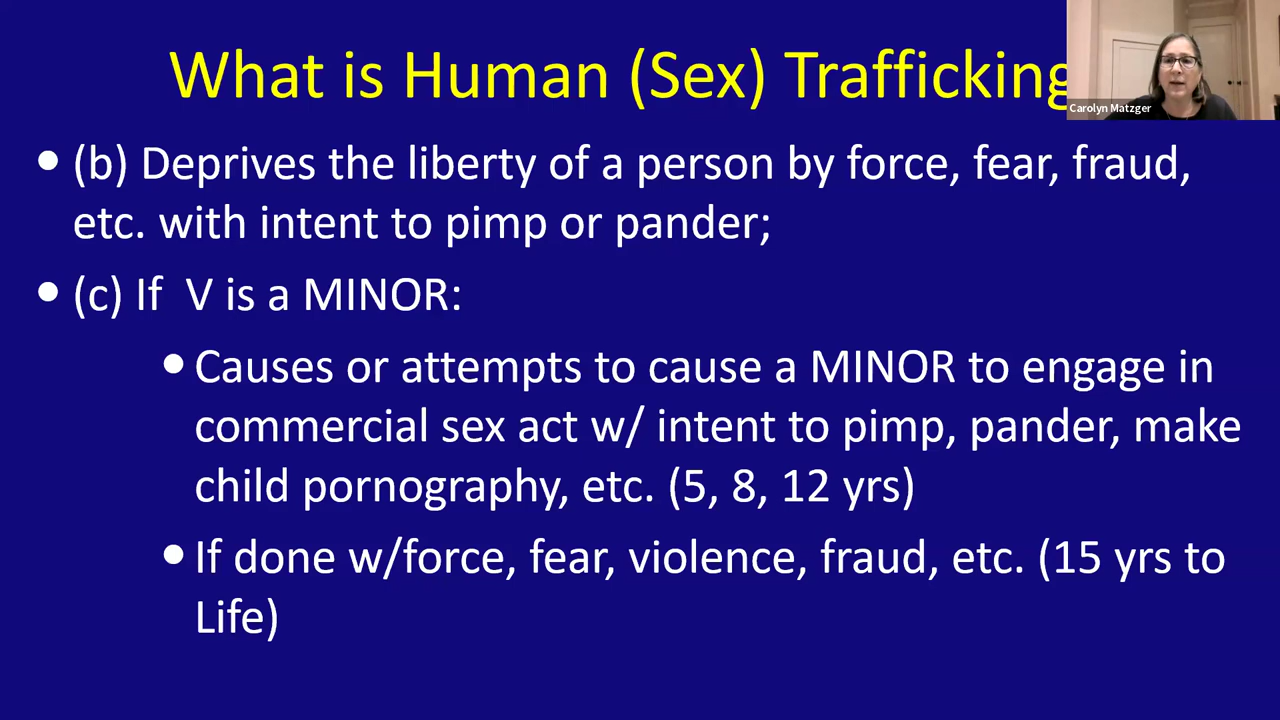 What is Human (Sex) Trafficking
Carolyn Matzger
• (b) Deprives the liberty of a person by force, fear, fraud,
etc. with intent to pimp or pander;
• (c) If V is a MINOR:
• Causes or attempts to cause a MINOR to engage in
commercial sex act w/ intent to pimp, pander, make
child pornography, etc. (5, 8, 12 yrs)
• If done w/force, fear, violence, fraud, etc. (15 yrs to
Life)